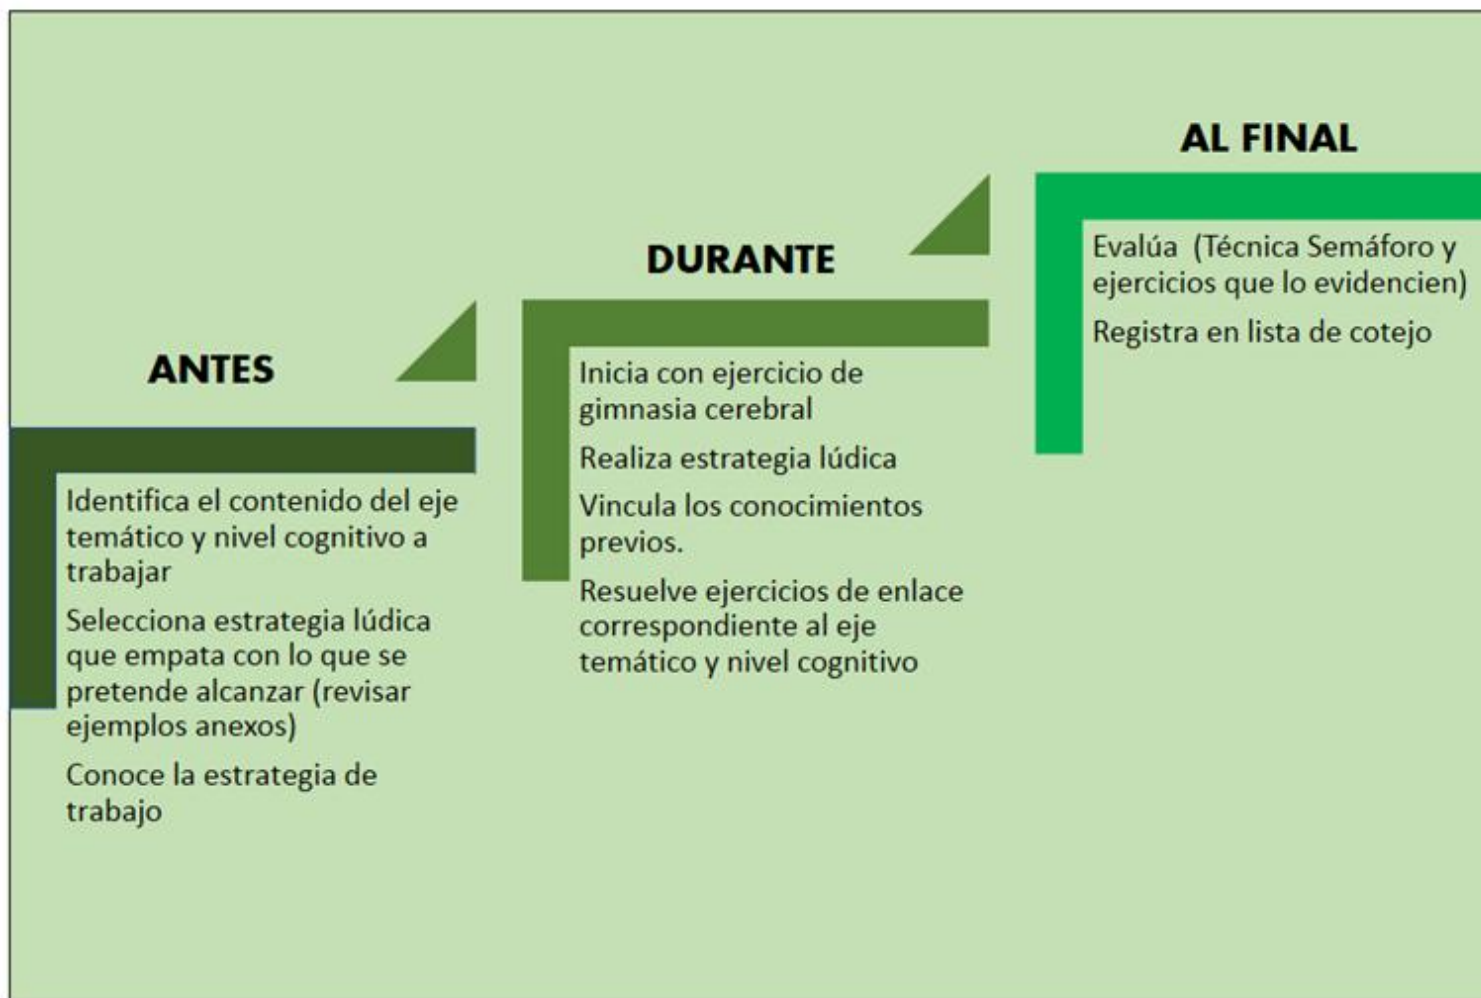 ANTES
Identifica el contenido del eje
temático y nivel cognitivo a
trabajar
Selecciona estrategia lúdica
que empata con lo que se
pretende alcanzar (revisar
ejemplos anexos)
Conoce la estrategia de
trabajo
DURANTE
Inicia con ejercicio de
gimnasia cerebral
Realiza estrategia lúdica
Vincula los conocimientos
previos.
Resuelve ejercicios de enlace
correspondiente al eje
temático y nivel cognitivo
AL FINAL
Evalúa (Técnica Semáforo y
ejercicios que lo evidencien)
Registra en lista de cotejo